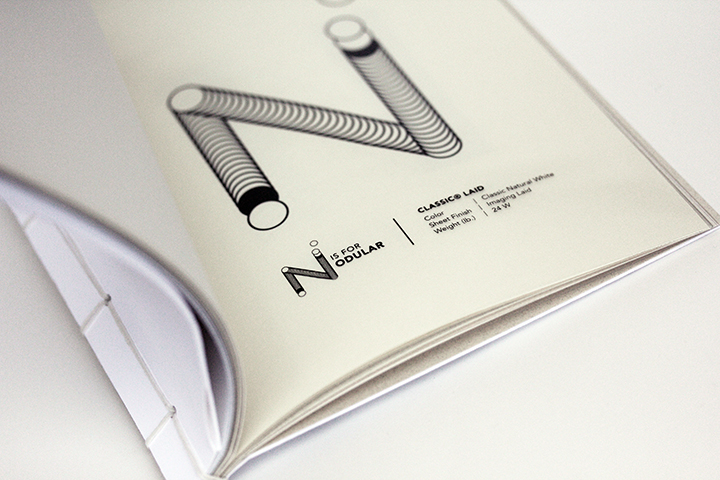 N
N IS FOR
ODULAR
CLASSIC® LAID
Color | Classic Natural White
Sheet Finish | Imaging Laid
Weight (lb.) | 24 W